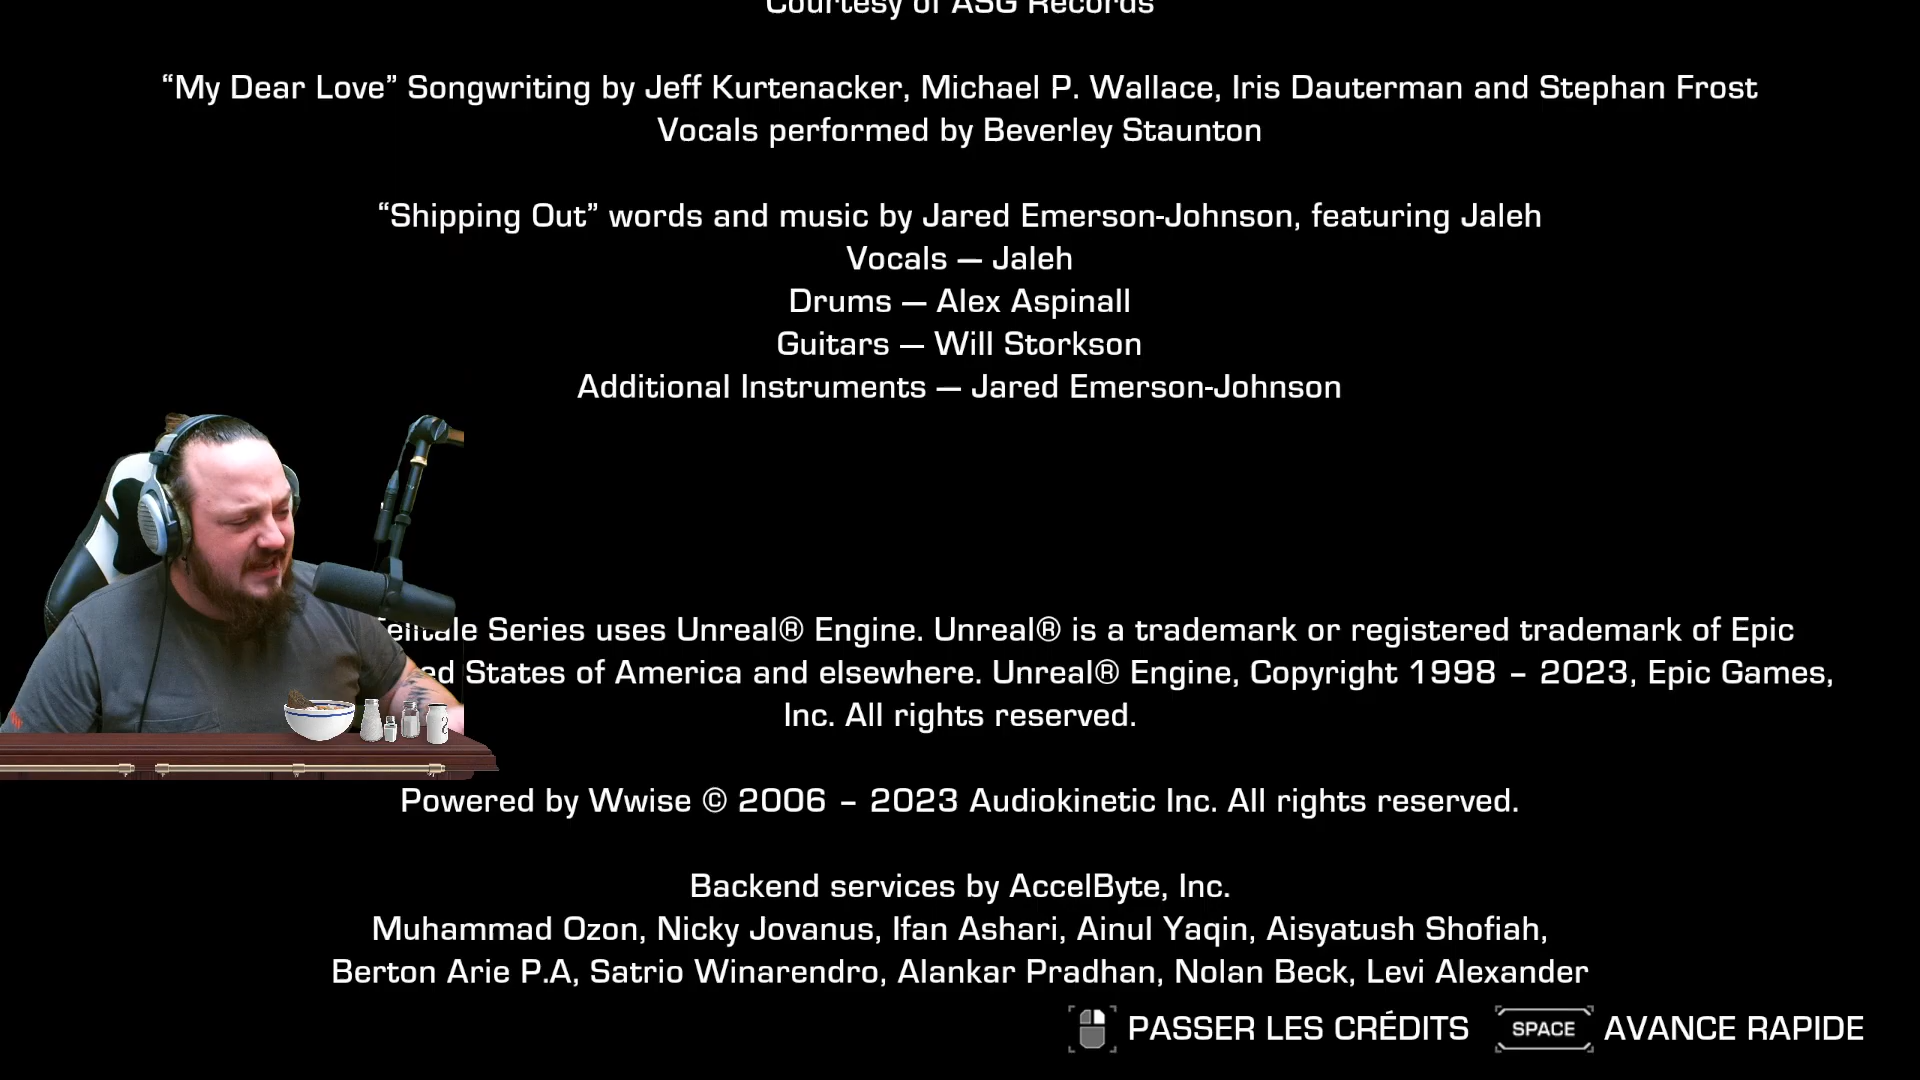 Courtesy of ASG Records
“My Dear Love” Songwriting by Jeff Kurtenacker, Michael P. Wallace, Iris Dauterman and Stephan Frost
Vocals performed by Beverley Staunton
“Shipping Out” words and music by Jared Emerson-Johnson, featuring Jaleh
Vocals — Jaleh
Drums — Alex Aspinall
Guitars — Will Storkson
Additional Instruments — Jared Emerson-Johnson
Telltale Series uses Unreal® Engine. Unreal® is a trademark or registered trademark of Epic
States of America and elsewhere. Unreal® Engine, Copyright 1998 – 2023, Epic Games,
Inc. All rights reserved.
Powered by Wwise © 2006 – 2023 Audiokinetic Inc. All rights reserved.
Backend services by AccelByte, Inc.
Muhammad Ozon, Nicky Jovanus, Ifan Ashari, Ainul Yaqin, Aisyatush Shofiah,
Berton Arie P.A, Satrio Winarendro, Alankar Pradhan, Nolan Beck, Levi Alexander
PASSER LES CRÉDITS SPACE AVANCE RAPIDE